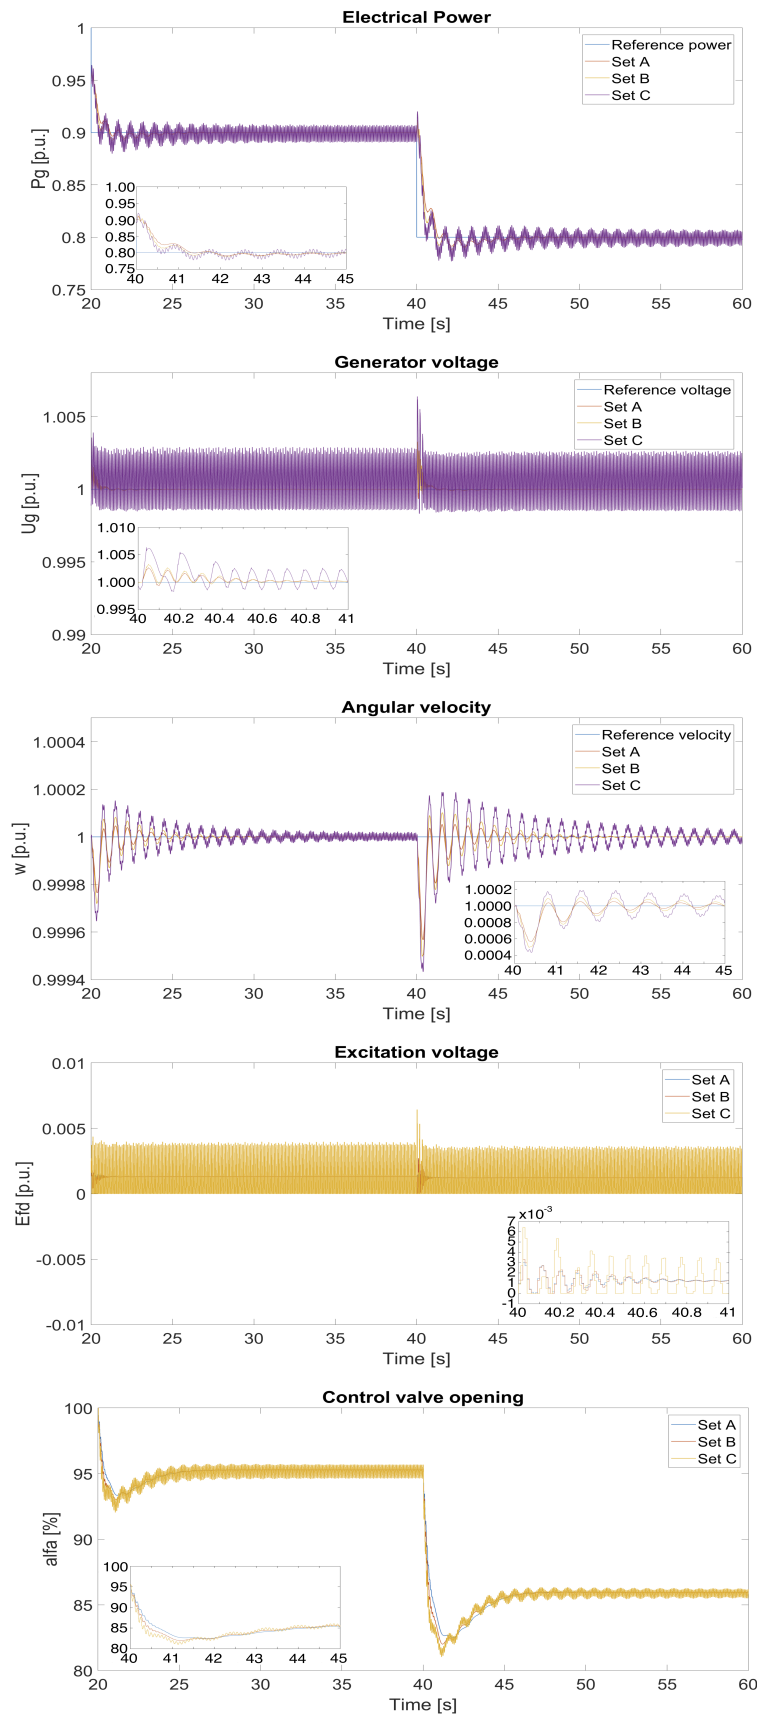 Electrical Power
1
0.95
0.9
0.85
0.8
0.75
Pg [p.u.]
Reference power
Set A
Set B
Set C
1.00
0.95
0.90
0.85
0.80
0.75
40 41 42 43 44 45
20 25 30 35 40 45 50 55 60
Time [s]
Generator voltage
1.005
1
0.995
0.99
Ug [p.u.]
Reference voltage
Set A
Set B
Set C
1.010
1.005
1.000
0.995
40 40.2 40.4 40.6 40.8 41
20 25 30 35 40 45 50 55 60
Time [s]
Angular velocity
1.0004
1.0002
1
0.9998
0.9996
0.9994
w [p.u.]
Reference velocity
Set A
Set B
Set C
1.0002
1.0000
0.0008
0.0006
0.0004
40 41 42 43 44 45
20 25 30 35 40 45 50 55 60
Time [s]
Excitation voltage
0.01
0.005
0
-0.005
-0.01
Efd [p.u.]
Set A
Set B
Set C
x10-3
7
6
5
4
3
2
1
0
-1
40 40.2 40.4 40.6 40.8 41
20 25 30 35 40 45 50 55 60
Time [s]
Control valve opening
100
95
90
85
80
alfa [%]
Set A
Set B
Set C
100
95
90
85
80
40 41 42 43 44 45
20 25 30 35 40 45 50 55 60
Time [s]